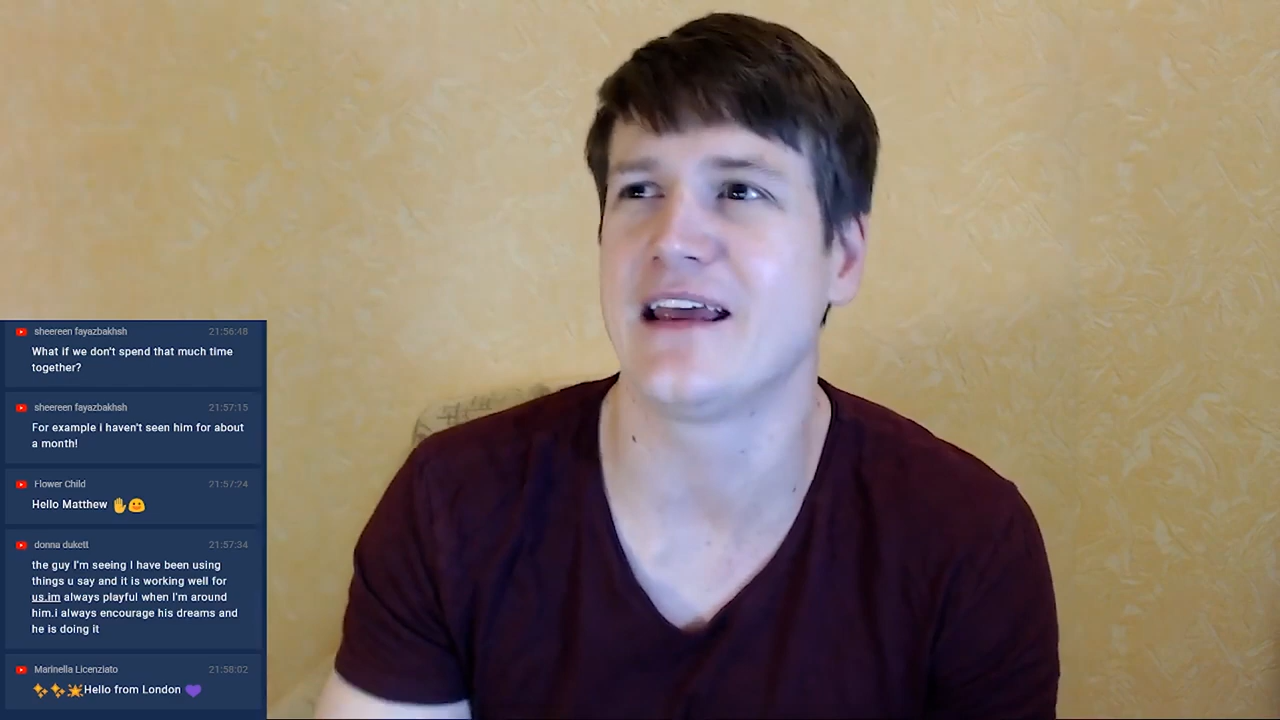 sheereen fayazbakhsh 21:56:48
What if we don't spend that much time
together?
sheereen fayazbakhsh 21:57:15
For example i haven't seen him for about
a month!
Flower Child 21:57:24
Hello Matthew ✋😀
donna dukett 21:57:34
the guy I'm seeing I have been using
things u say and it is working well for
us.im always playful when I'm around
him.i always encourage his dreams and
he is doing it
Marinella Licenziato 21:58:02
✨✨🌟Hello from London 💜